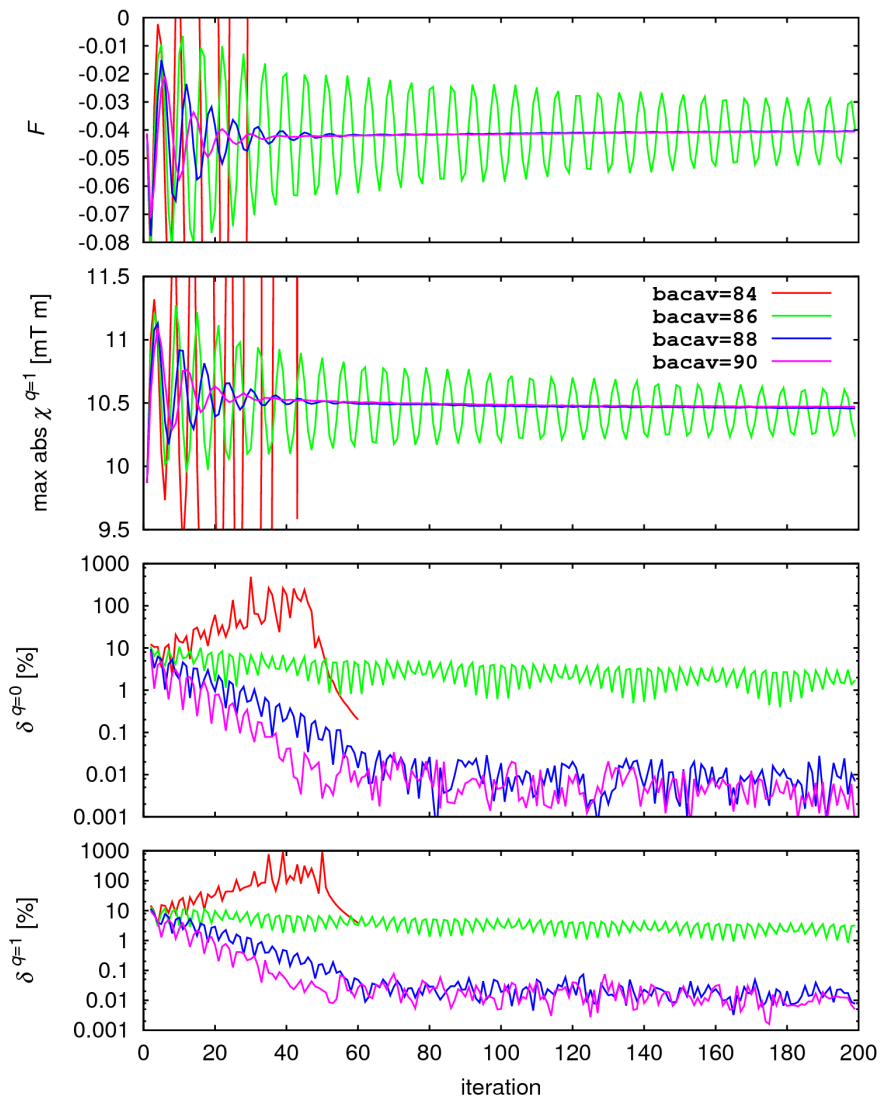 0
-0.01
-0.02
-0.03
-0.04
-0.05
-0.06
-0.07
-0.08
F
11.5
11
10.5
10
9.5
max abs χ q=1 [mT m]
bacav=84
bacav=86
bacav=88
bacav=90
1000
100
10
1
0.1
0.01
0.001
δ q=0 [%]
1000
100
10
1
0.1
0.01
0.001
δ q=1 [%]
0 20 40 60 80 100 120 140 160 180 200
iteration